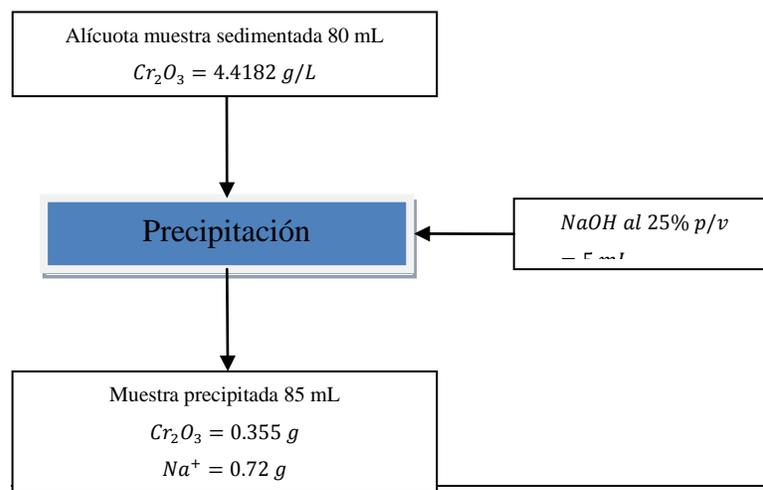 Alícuota muestra sedimentada 80 mL
Cr₂O₃ = 4.4182 g/L
Precipitación
NaOH al 25% p/v
Muestra precipitada 85 mL
Cr₂O₃ = 0.355 g
Na⁺ = 0.72 g